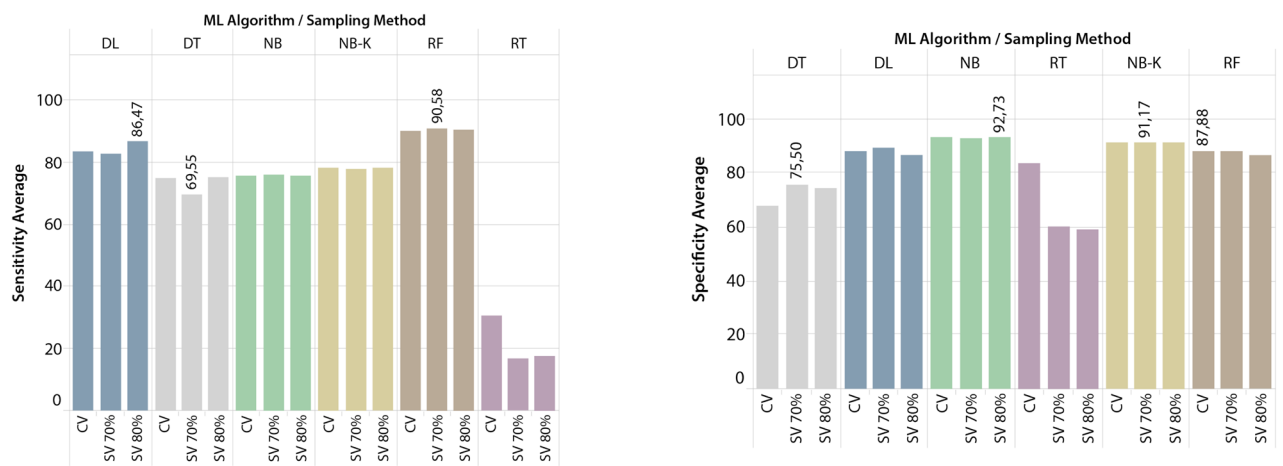 ML Algorithm / Sampling Method
DL DT NB NB-K RF RT
Sensitivity Average
100
80
60
40
20
0
86,47
69,55
90,58
CV SV 70% SV 80% CV SV 70% SV 80% CV SV 70% SV 80% CV SV 70% SV 80% CV SV 70% SV 80% CV SV 70% SV 80%
ML Algorithm / Sampling Method
DT DL NB RT NB-K RF
Specificity Average
100
80
60
40
20
0
75,50
92,73
91,17
87,88
CV SV 70% SV 80% CV SV 70% SV 80% CV SV 70% SV 80% CV SV 70% SV 80% CV SV 70% SV 80% CV SV 70% SV 80%